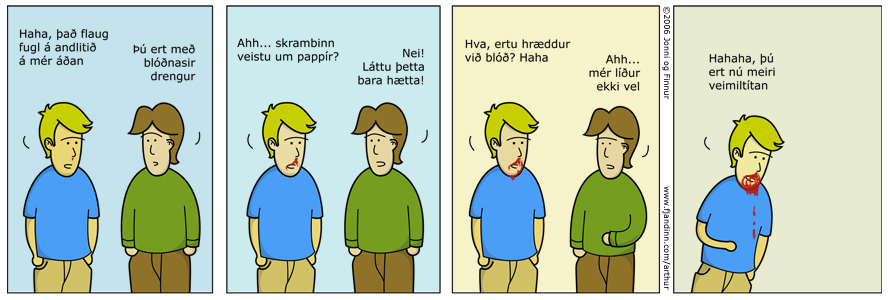 Haha, það flaug
fugl á andlitið
á mér áðan
Þú ert með
blóðnasir
drengur
Ahh... skrambinn
veistu um pappír?
Nei!
Láttu þetta
bara hætta!
Hva, ertu hræddur
við blóð? Haha
Ahh...
mér líður
ekki vel
©2006 Jonni og Finnur
www.fjandinn.com/arthur
Hahaha, þú
ert nú meiri
veimiltítan